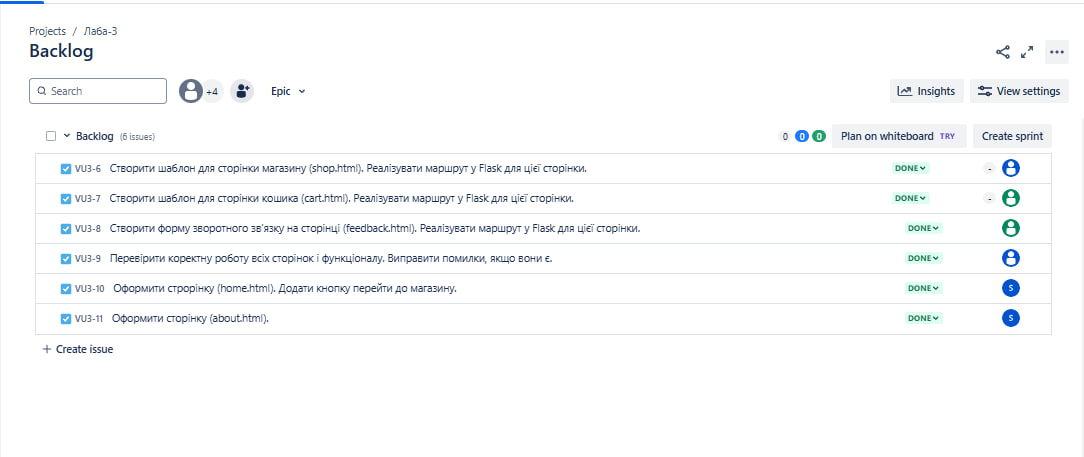 Projects / Лаба-3
Backlog
Search
+4
Epic
Insights
View settings
Backlog (6 issues)
0 0 0
Plan on whiteboard TRY
Create sprint
VU3-6 Створити шаблон для сторінки магазину (shop.html). Реалізувати маршрут у Flask для цієї сторінки. DONE -
VU3-7 Створити шаблон для сторінки кошика (cart.html). Реалізувати маршрут у Flask для цієї сторінки. DONE -
VU3-8 Створити форму зворотного зв’язку на сторінці (feedback.html). Реалізувати маршрут у Flask для цієї сторінки. DONE
VU3-9 Перевірити коректну роботу всіх сторінок і функціоналу. Виправити помилки, якщо вони є. DONE
VU3-10 Оформити строрінку (home.html). Додати кнопку перейти до магазину. DONE S
VU3-11 Оформити сторінку (about.html). DONE S
+ Create issue